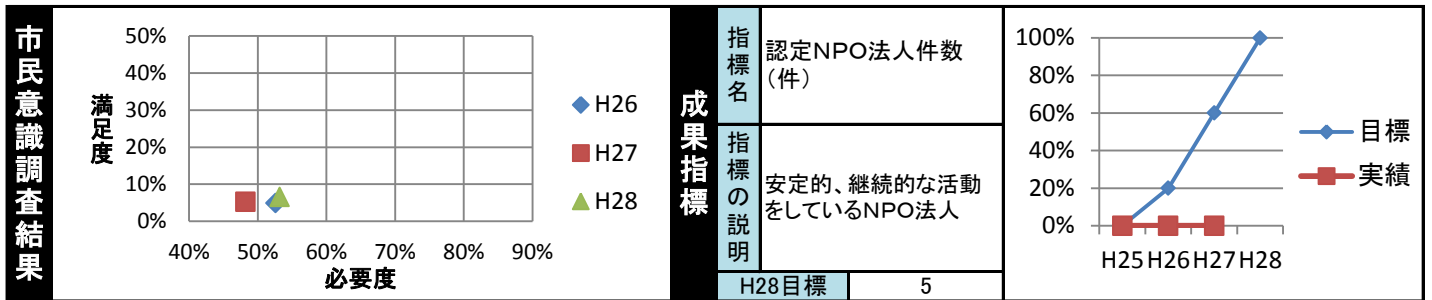 市民意識調査結果
満足度
50%
40%
30%
20%
10%
0%
40% 50% 60% 70% 80% 90%
必要度
H26
H27
H28
成果指標
指標名
認定NPO法人件数
（件）
指標の説明
安定的、継続的な活動
をしているNPO法人
H28目標
5
100%
80%
60%
40%
20%
0%
H25 H26 H27 H28
目標
実績